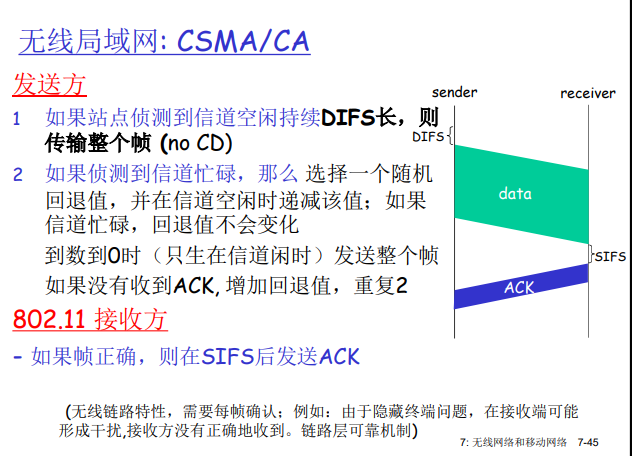 无线局域网: CSMA/CA
发送方
1 如果站点侦测到信道空闲持续DIFS长，则
传输整个帧 (no CD)
2 如果侦测到信道忙碌，那么 选择一个随机
回退值，并在信道空闲时递减该值；如果
信道忙碌，回退值不会变化
到数到0时（只生在信道闲时）发送整个帧
如果没有收到ACK, 增加回退值，重复2
802.11 接收方
- 如果帧正确，则在SIFS后发送ACK
sender
receiver
DIFS
data
SIFS
ACK
(无线链路特性，需要每帧确认；例如：由于隐藏终端问题，在接收端可能
形成干扰,接收方没有正确地收到。链路层可靠机制)
7: 无线网络和移动网络 7-45